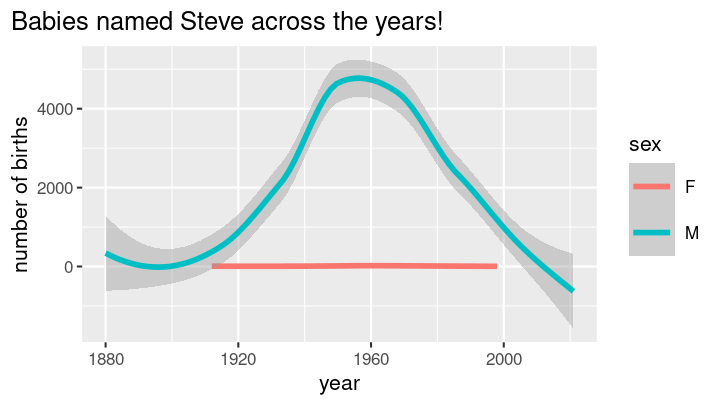 Babies named Steve across the years!
number of births
4000
2000
0
1880 1920 1960 2000
year
sex
F
M